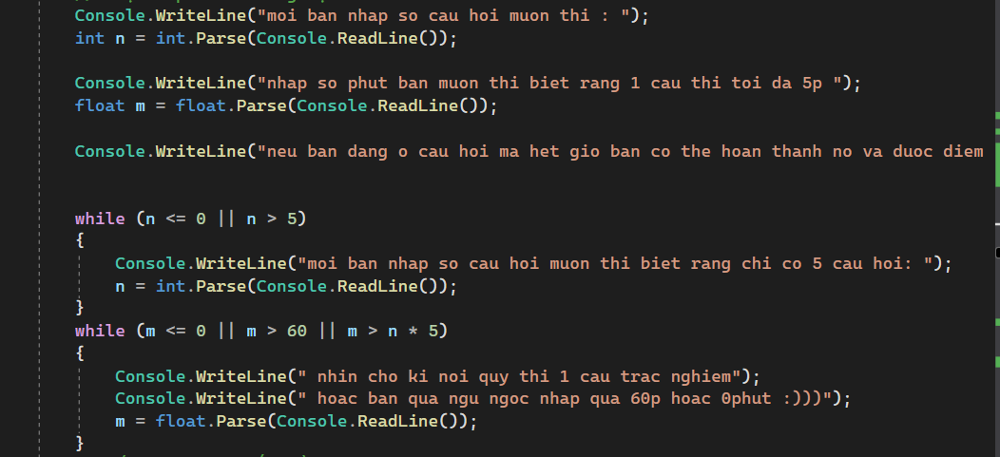 Console.WriteLine("moi ban nhap so cau hoi muon thi : ");
int n = int.Parse(Console.ReadLine());
Console.WriteLine("nhap so phut ban muon thi biet rang 1 cau thi toi da 5p ");
float m = float.Parse(Console.ReadLine());
Console.WriteLine("neu ban dang o cau hoi ma het gio ban co the hoan thanh no va duoc diem
while (n <= 0 || n > 5)
{
Console.WriteLine("moi ban nhap so cau hoi muon thi biet rang chi co 5 cau hoi: ");
n = int.Parse(Console.ReadLine());
}
while (m <= 0 || m > 60 || m > n * 5)
{
Console.WriteLine(" nhin cho ki noi quy thi 1 cau trac nghiem");
Console.WriteLine(" hoac ban qua ngu ngoc nhap qua 60p hoac 0phut :)))");
m = float.Parse(Console.ReadLine());
}